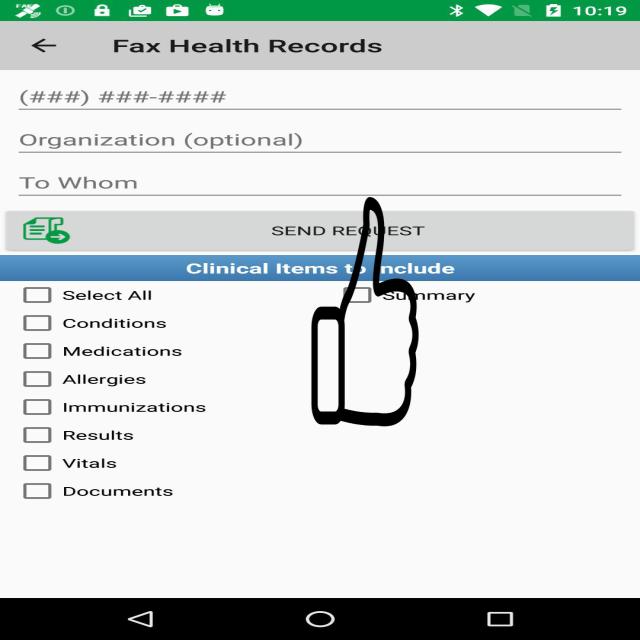 10:19
Fax Health Records
(###) ###-####
Organization (optional)
To Whom
SEND REQUEST
Clinical Items to Include
Select All
Summary
Conditions
Medications
Allergies
Immunizations
Results
Vitals
Documents